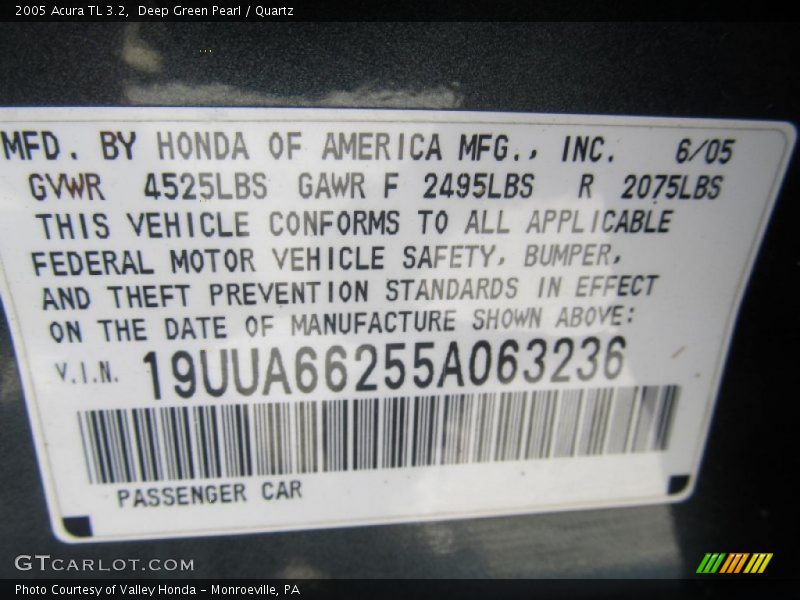 2005 Acura TL 3.2, Deep Green Pearl / Quartz
MFD. BY HONDA OF AMERICA MFG., INC. 6/05
GVWR 4525LBS GAWR F 2495LBS R 2075LBS
THIS VEHICLE CONFORMS TO ALL APPLICABLE
FEDERAL MOTOR VEHICLE SAFETY, BUMPER,
AND THEFT PREVENTION STANDARDS IN EFFECT
ON THE DATE OF MANUFACTURE SHOWN ABOVE:
V.I.N. 19UUA66255A063236
PASSENGER CAR
GTCARLOT.COM
Photo Courtesy of Valley Honda - Monroeville, PA